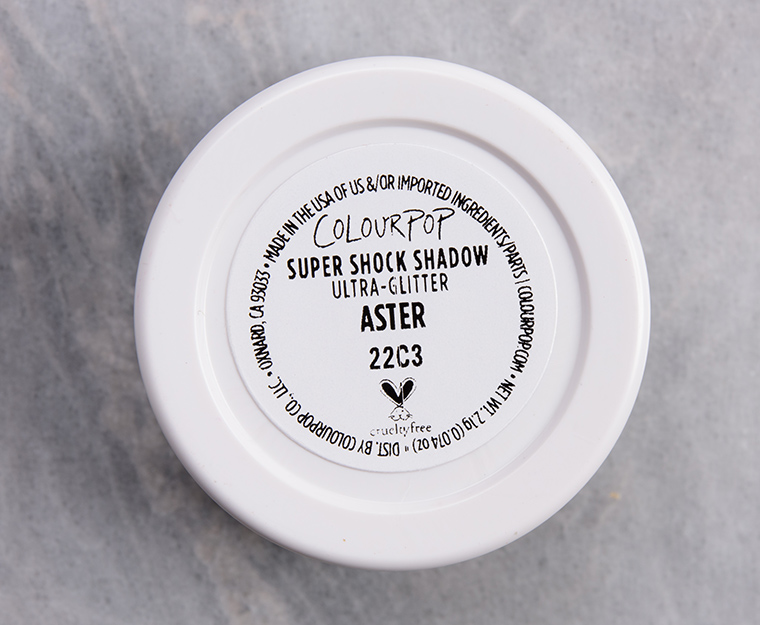 COLOURPOP
SUPER SHOCK SHADOW
ULTRA-GLITTER
ASTER
22C3
crueltyfree
MADE IN THE USA OF US &/OR IMPORTED INGREDIENTS/PARTS | COLOURPOP.COM • NET WT. 2.1g (0.074 oz) • DIST. BY COLOURPOP CO., LLC. • OXNARD, CA 93033 •